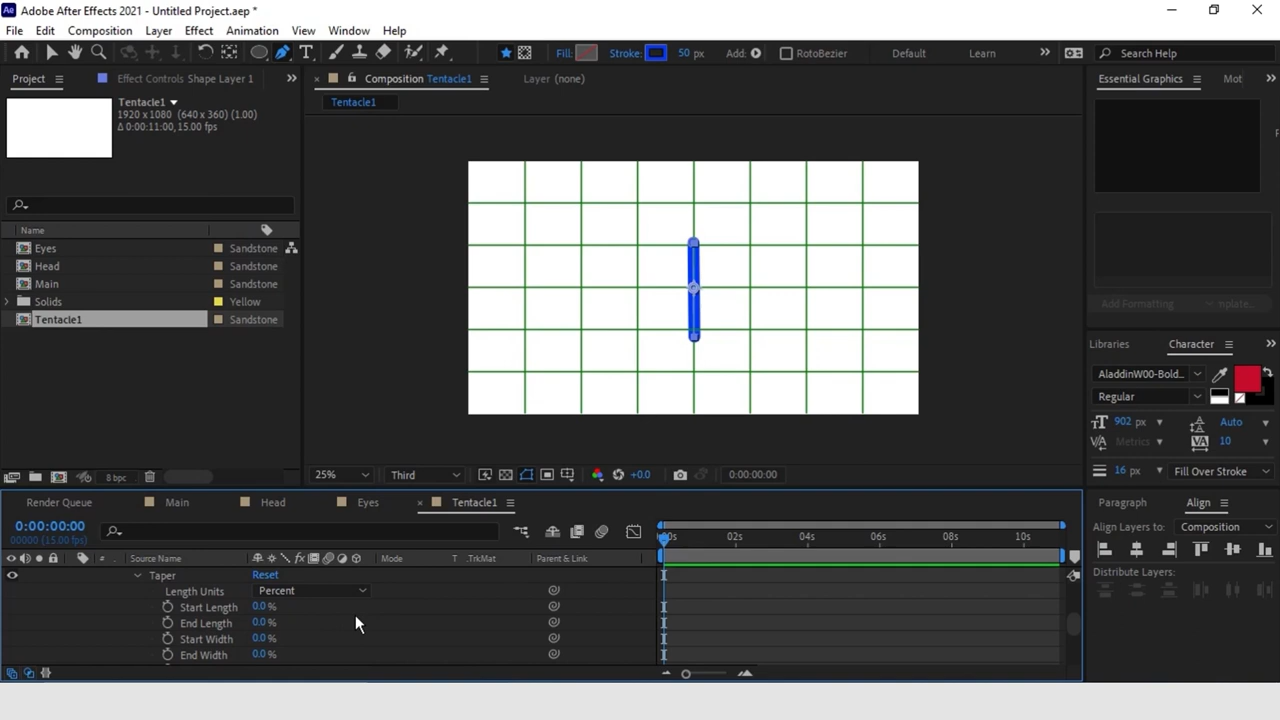 Adobe After Effects 2021 - Untitled Project.aep *
File Edit Composition Layer Effect Animation View Window Help
Fill: Stroke: 50 px Add: RotoBezier Default Learn Search Help
Project Effect Controls Shape Layer 1
Composition Tentacle1 Layer (none)
Essential Graphics Mot
Tentacle1
Tentacle1
1920 x 1080 (640 x 360) (1.00)
Δ 0:00:11:00, 15.00 fps
Name
Eyes Sandstone
Head Sandstone
Main Sandstone
Solids Yellow
Tentacle1 Sandstone
8 bpc
25% Third +0.0 0:00:00:00
Add Formatting mplate...
Libraries Character
AladdinW00-Bold...
Regular
902 px Auto
Metrics 10
16 px Fill Over Stroke
Paragraph Align
Align Layers to: Composition
Distribute Layers:
Render Queue Main Head Eyes Tentacle1
0:00:00:00
00000 (15.00 fps)
02s 04s 06s 08s 10s
# Source Name Mode T .TrkMat Parent & Link
Taper Reset
Length Units Percent
Start Length 0.0 %
End Length 0.0 %
Start Width 0.0 %
End Width 0.0 %